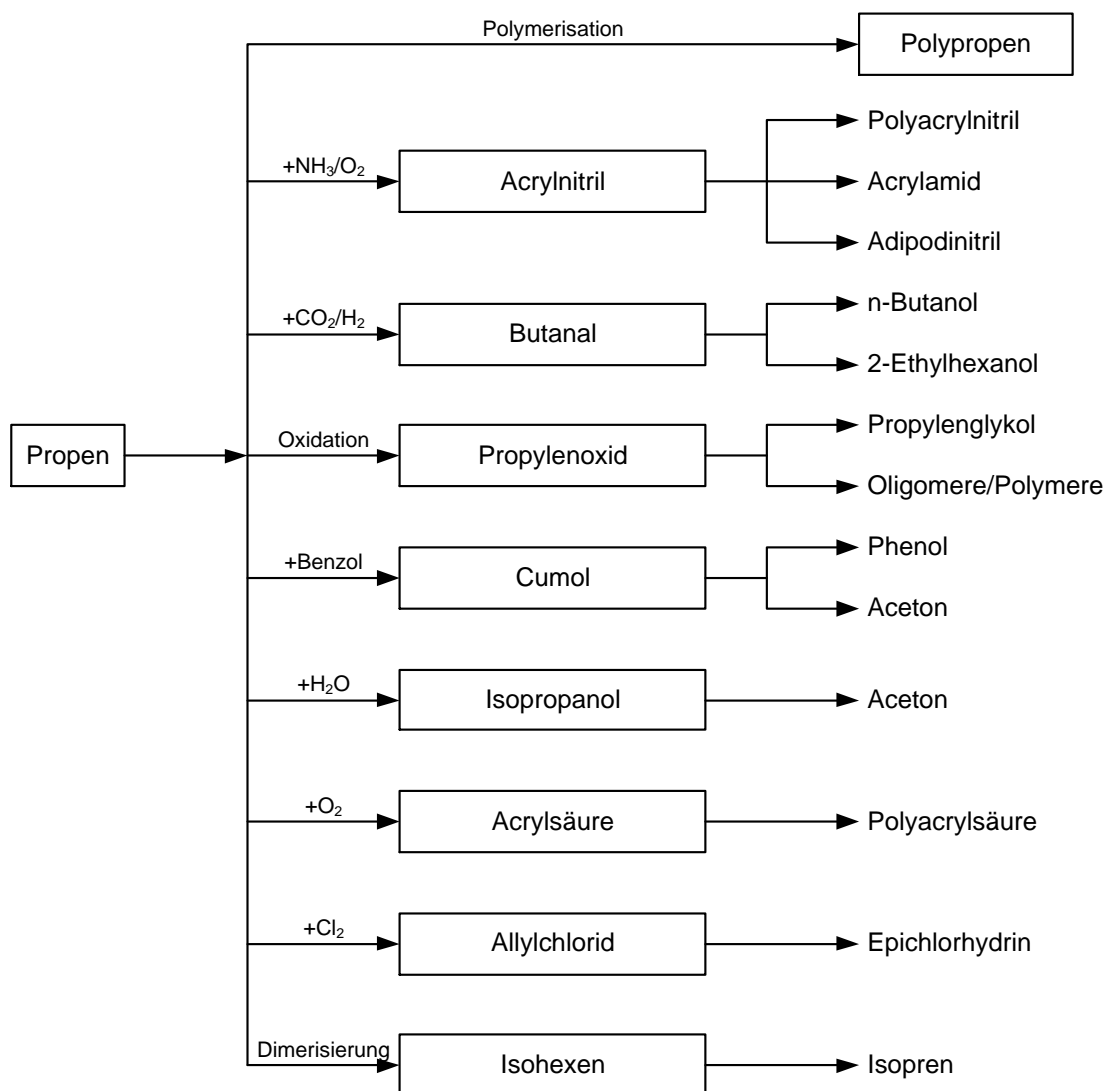 Polymerisation
Polypropen
Polyacrylnitril
+NH₃/O₂
Acrylnitril
Acrylamid
Adipodinitril
n-Butanol
+CO₂/H₂
Butanal
2-Ethylhexanol
Propylenglykol
Propen
Oxidation
Propylenoxid
Oligomere/Polymere
Phenol
+Benzol
Cumol
Aceton
+H₂O
Isopropanol
Aceton
+O₂
Acrylsäure
Polyacrylsäure
+Cl₂
Allylchlorid
Epichlorhydrin
Dimerisierung
Isohexen
Isopren